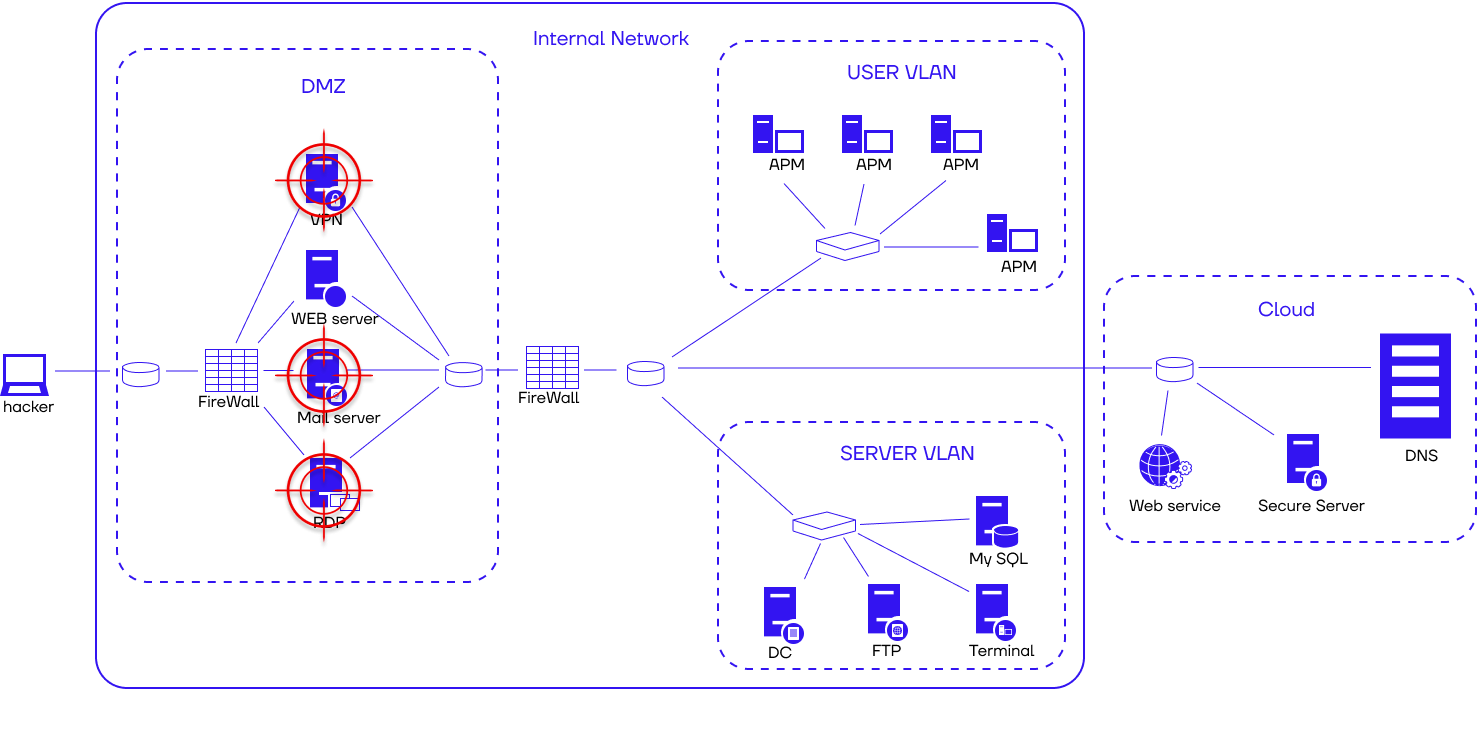 Internal Network
DMZ
VPN
WEB server
FireWall
Mail server
RDP
hacker
FireWall
USER VLAN
APM
APM
APM
APM
SERVER VLAN
My SQL
DC
FTP
Terminal
Cloud
DNS
Web service
Secure Server